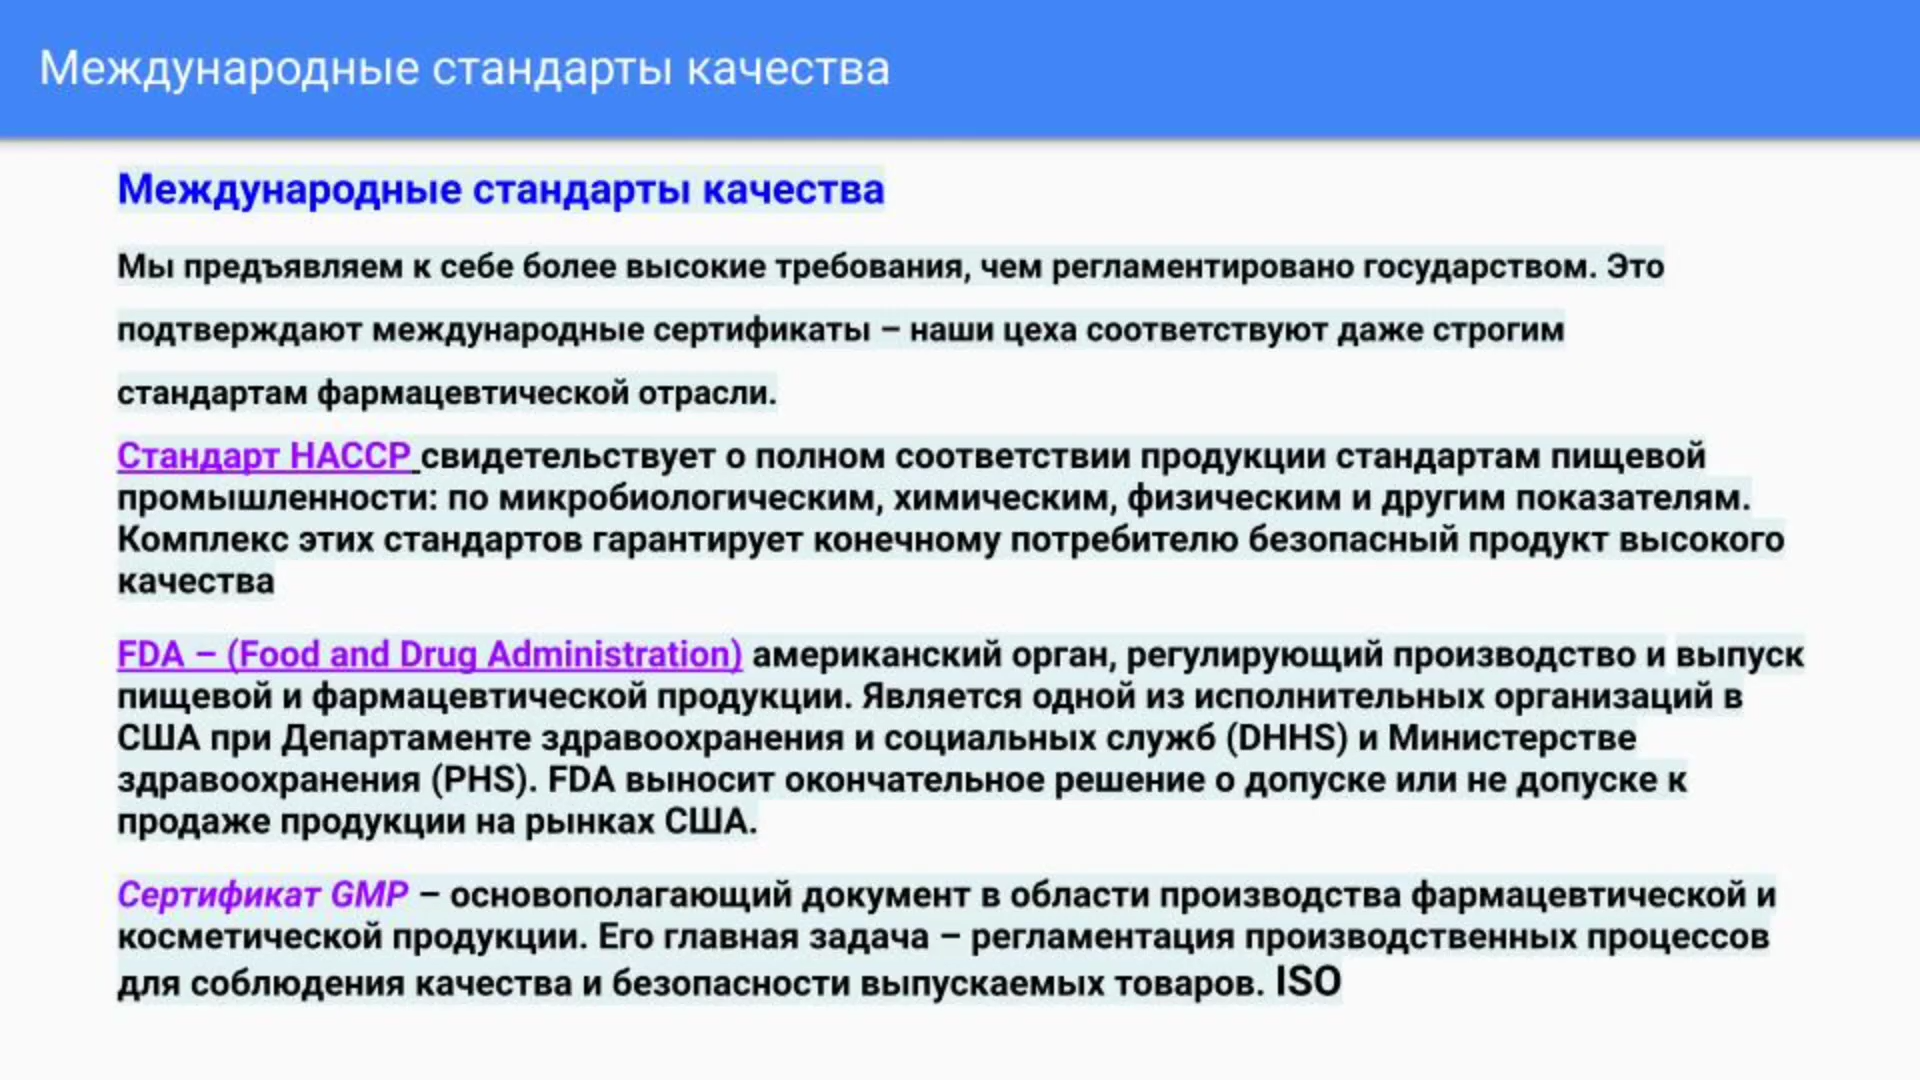 Международные стандарты качества
Международные стандарты качества
Мы предъявляем к себе более высокие требования, чем регламентировано государством. Это
подтверждают международные сертификаты – наши цеха соответствуют даже строгим
стандартам фармацевтической отрасли.
Стандарт HACCP свидетельствует о полном соответствии продукции стандартам пищевой
промышленности: по микробиологическим, химическим, физическим и другим показателям.
Комплекс этих стандартов гарантирует конечному потребителю безопасный продукт высокого
качества
FDA – (Food and Drug Administration) американский орган, регулирующий производство и выпуск
пищевой и фармацевтической продукции. Является одной из исполнительных организаций в
США при Департаменте здравоохранения и социальных служб (DHHS) и Министерстве
здравоохранения (PHS). FDA выносит окончательное решение о допуске или не допуске к
продаже продукции на рынках США.
Сертификат GMP – основополагающий документ в области производства фармацевтической и
косметической продукции. Его главная задача – регламентация производственных процессов
для соблюдения качества и безопасности выпускаемых товаров. ISO